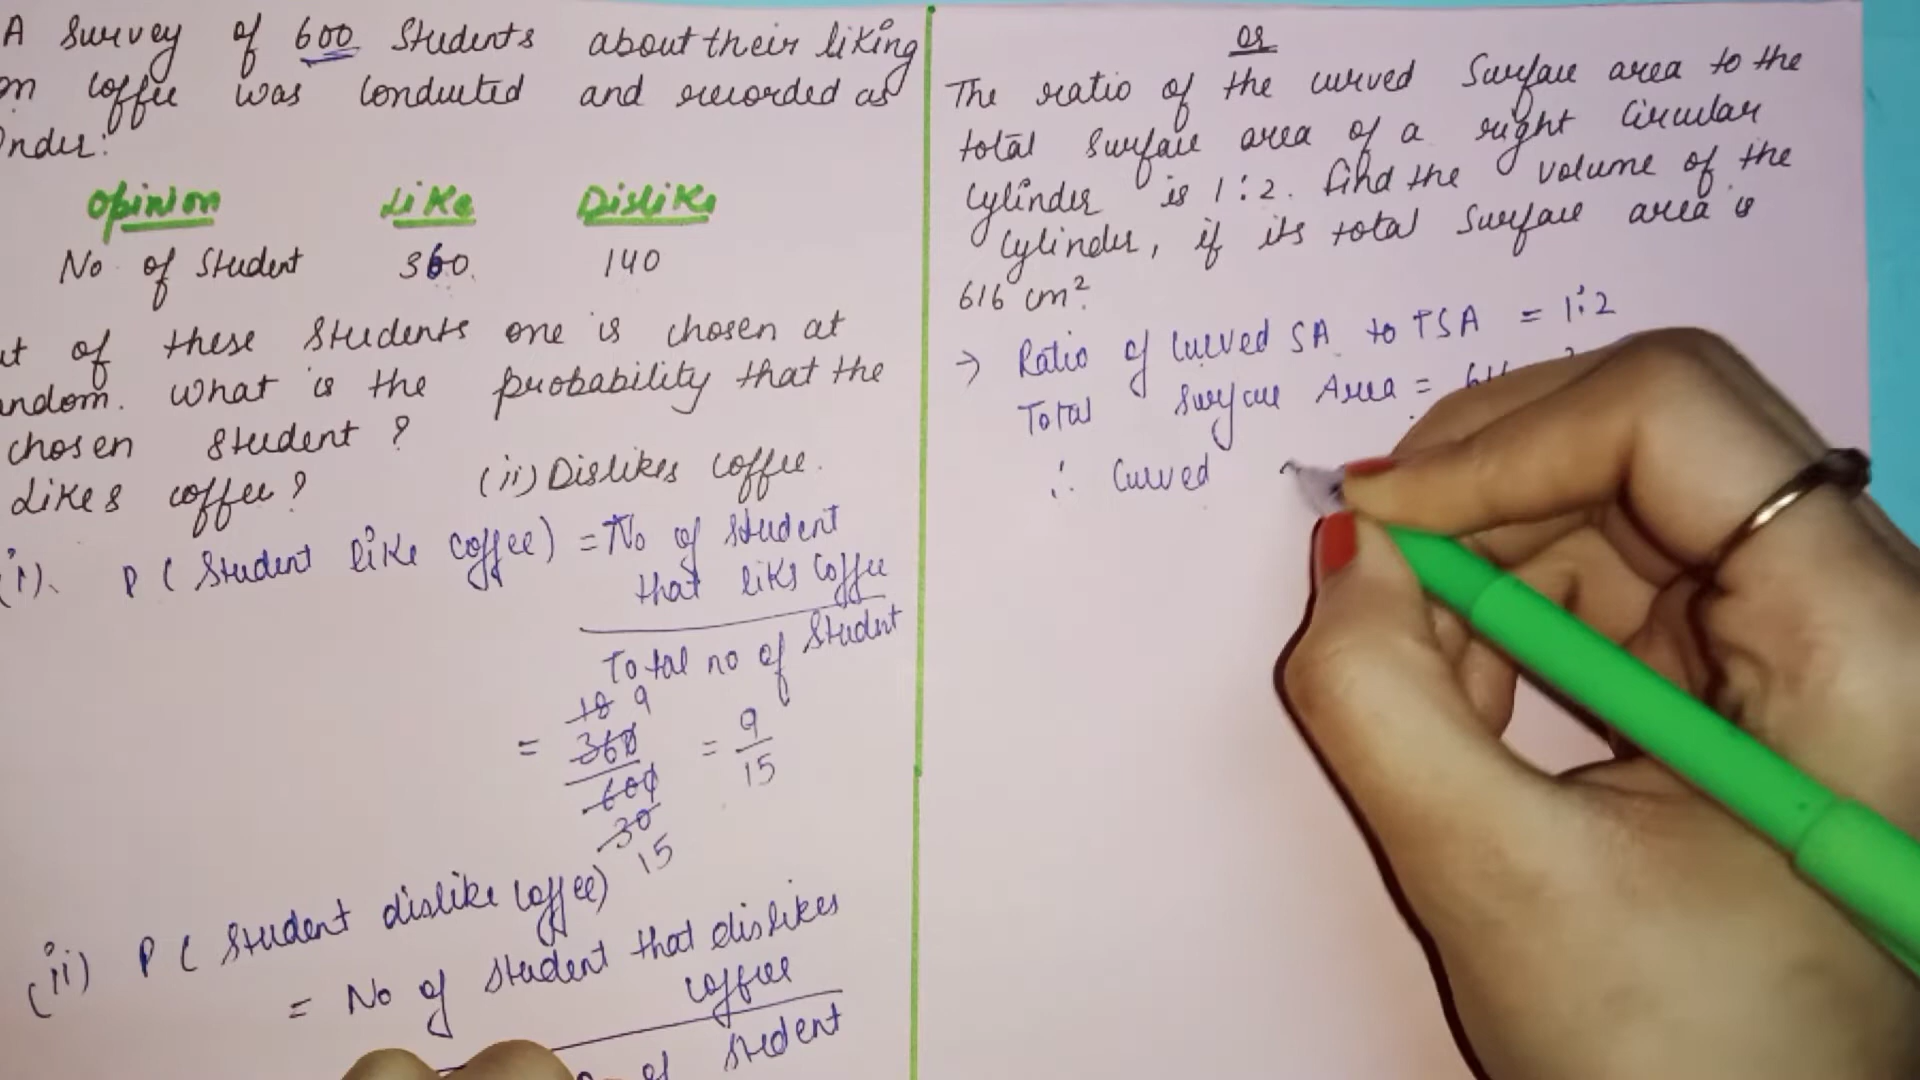 A Survey of 600 Students about their liking
on coffee was conducted and recorded as
under:
Opinion Like Dislike
No of Student 360 140
of these Students one is chosen at
random. What is the probability that the
chosen student?
Likes coffee? (ii) Dislikes coffee.
(i). P (Student like coffee) = No of Student
that liks coffee
Total no of Student
18 9
= 360 = 9
600 15
30
15
(ii) P (Student dislike coffee)
= No of student that dislikes
coffee
of student
or
The ratio of the curved Surface area to the
total surface area of a right circular
cylinder is 1:2. find the volume of the
cylinder, if its total surface area is
616 cm².
→ Ratio of Curved SA to TSA = 1:2
Total Surface Area =
∴ Curved